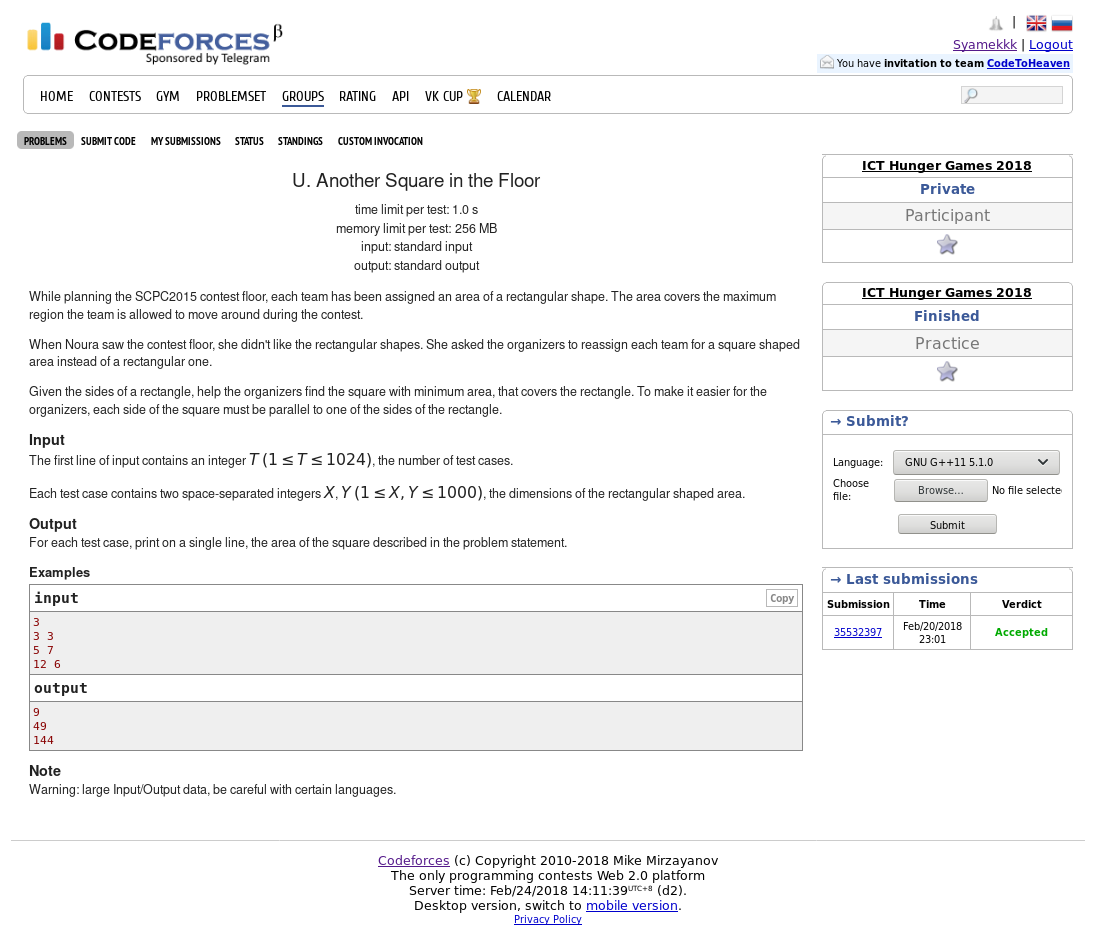 CODEFORCES β
Sponsored by Telegram
|
Syamekkk | Logout
You have invitation to team CodeToHeaven
HOME CONTESTS GYM PROBLEMSET GROUPS RATING API VK CUP CALENDAR
PROBLEMS SUBMIT CODE MY SUBMISSIONS STATUS STANDINGS CUSTOM INVOCATION
U. Another Square in the Floor
time limit per test: 1.0 s
memory limit per test: 256 MB
input: standard input
output: standard output
While planning the SCPC2015 contest floor, each team has been assigned an area of a rectangular shape. The area covers the maximum
region the team is allowed to move around during the contest.
When Noura saw the contest floor, she didn't like the rectangular shapes. She asked the organizers to reassign each team for a square shaped
area instead of a rectangular one.
Given the sides of a rectangle, help the organizers find the square with minimum area, that covers the rectangle. To make it easier for the
organizers, each side of the square must be parallel to one of the sides of the rectangle.
Input
The first line of input contains an integer T (1 ≤ T ≤ 1024), the number of test cases.
Each test case contains two space-separated integers X, Y (1 ≤ X, Y ≤ 1000), the dimensions of the rectangular shaped area.
Output
For each test case, print on a single line, the area of the square described in the problem statement.
Examples
input Copy
3
3 3
5 7
12 6
output
9
49
144
Note
Warning: large Input/Output data, be careful with certain languages.
ICT Hunger Games 2018
Private
Participant
ICT Hunger Games 2018
Finished
Practice
→ Submit?
Language: GNU G++11 5.1.0
Choose
file: Browse... No file selecte
Submit
→ Last submissions
Submission Time Verdict
35532397 Feb/20/2018
23:01 Accepted
Codeforces (c) Copyright 2010-2018 Mike Mirzayanov
The only programming contests Web 2.0 platform
Server time: Feb/24/2018 14:11:39UTC+8 (d2).
Desktop version, switch to mobile version.
Privacy Policy